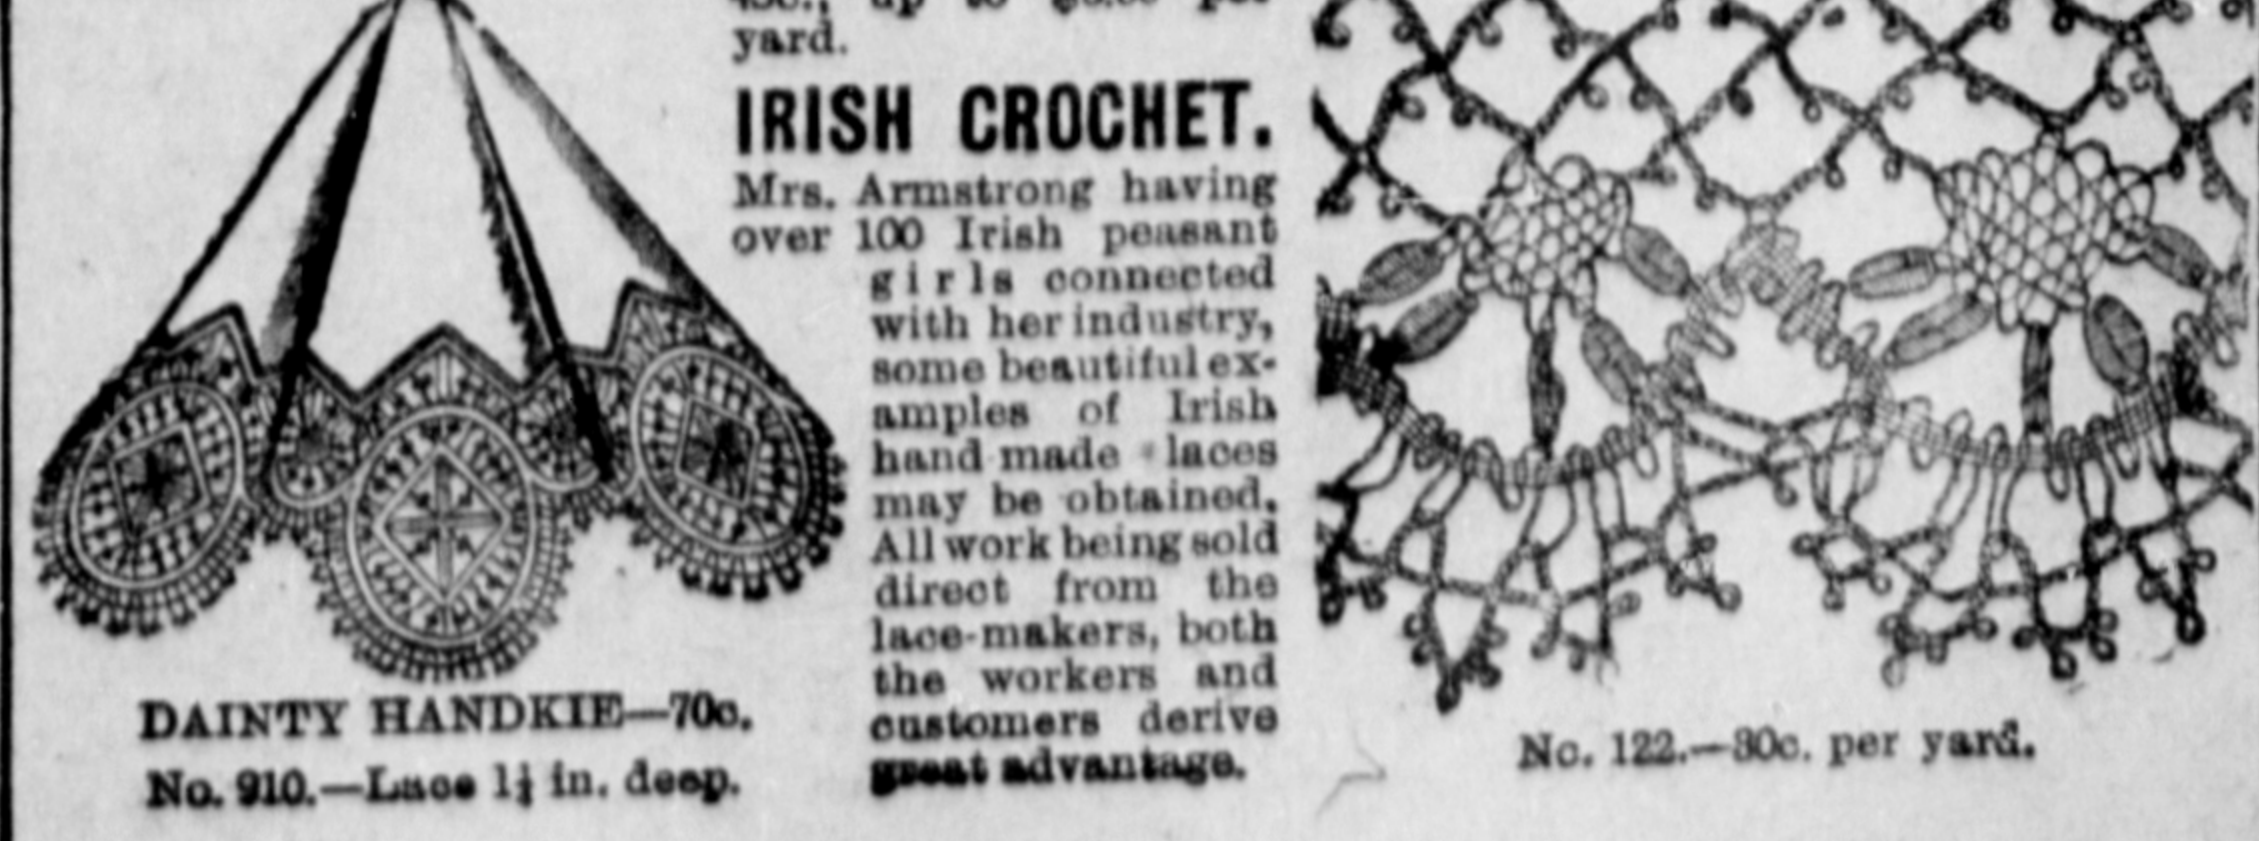 up to per
yard.
IRISH CROCHET.
Mrs. Armstrong having
over 100 Irish peasant
girls connected
with her industry,
some beautiful ex-
amples of Irish
hand made laces
may be obtained.
All work being sold
direct from the
lace-makers, both
the workers and
customers derive
great advantage.
DAINTY HANDKIE—70c.
No. 910.—Lace in. deep.
No. 122.—30c. per yard.